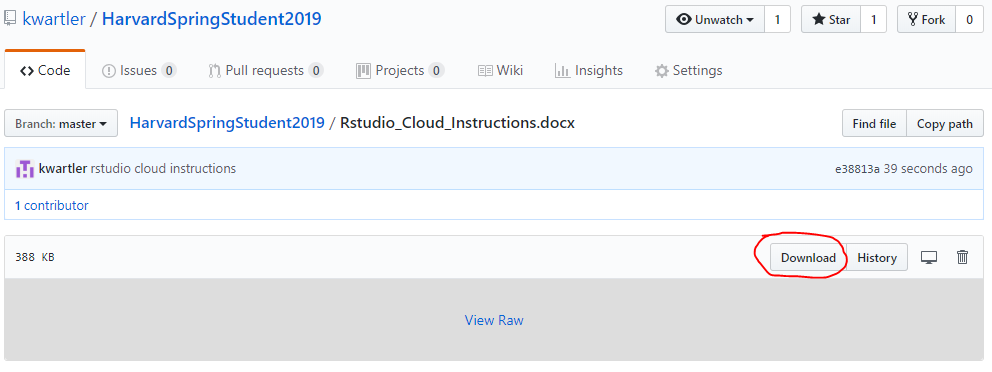 kwartler / HarvardSpringStudent2019 Unwatch 1 Star 1 Fork 0
Code Issues 0 Pull requests 0 Projects 0 Wiki Insights Settings
Branch: master HarvardSpringStudent2019 / Rstudio_Cloud_Instructions.docx Find file Copy path
kwartler rstudio cloud instructions e38813a 39 seconds ago
1 contributor
388 KB Download History
View Raw